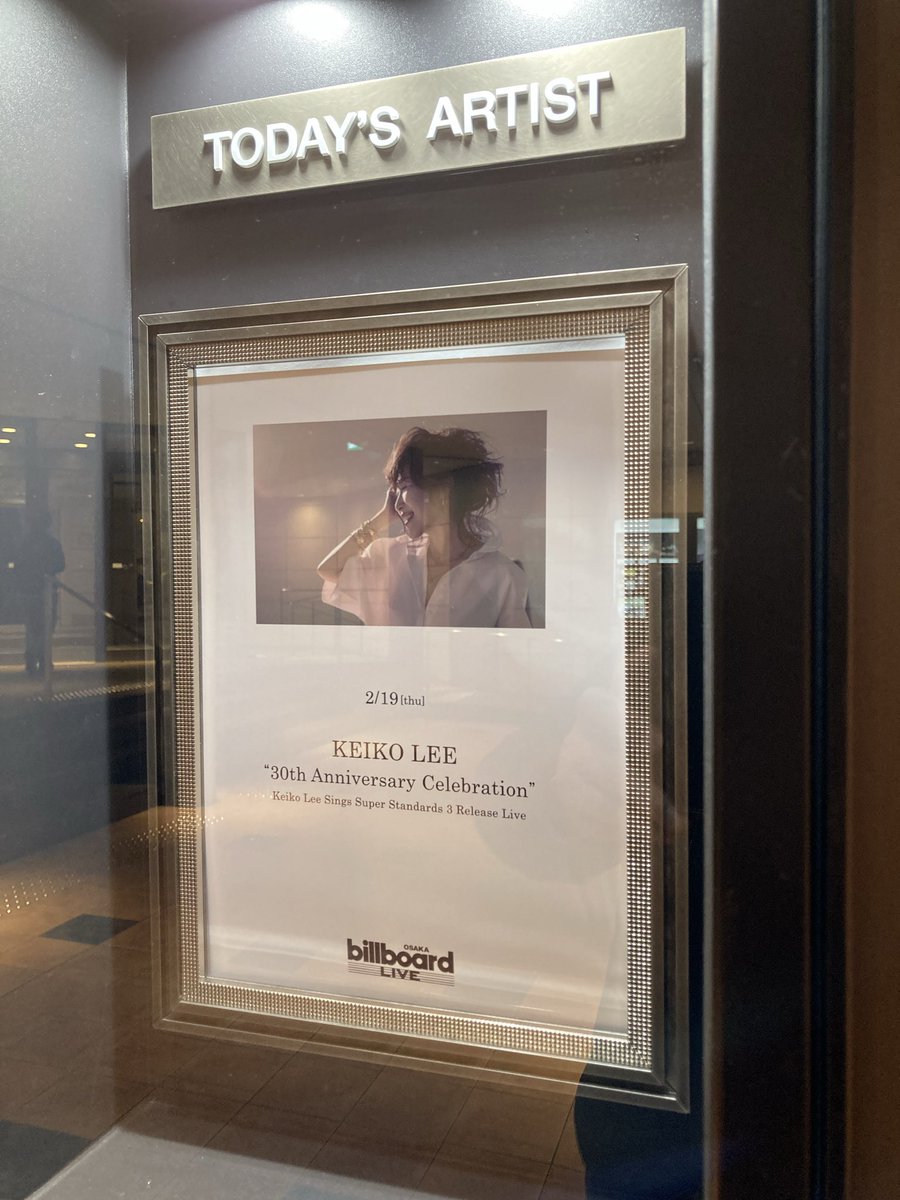 TODAY'S ARTIST
2/19[thu]
KEIKO LEE
“30th Anniversary Celebration”
Keiko Lee Sings Super Standards 3 Release Live
OSAKA
billboard
LIVE